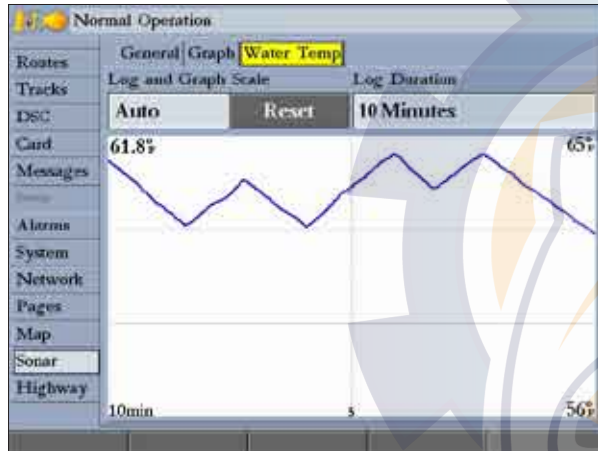 Normal Operation
General Graph Water Temp
Routes
Tracks
DSC
Card
Messages
Alarms
System
Network
Pages
Map
Sonar
Highway
Log and Graph Scale Log Duration
Auto Reset 10 Minutes
61.8°F 65°F
10min s 56°F